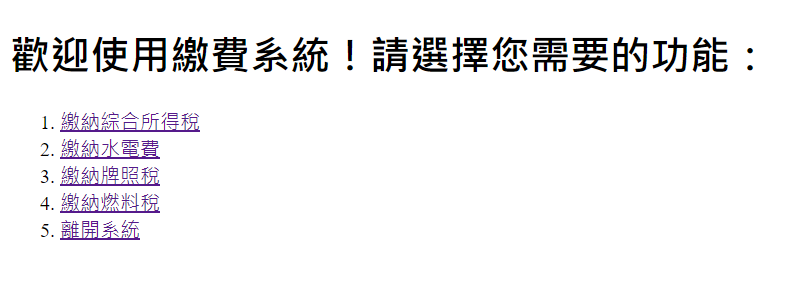 歡迎使用繳費系統！請選擇您需要的功能：
1. 繳納綜合所得稅
2. 繳納水電費
3. 繳納牌照稅
4. 繳納燃料稅
5. 離開系統